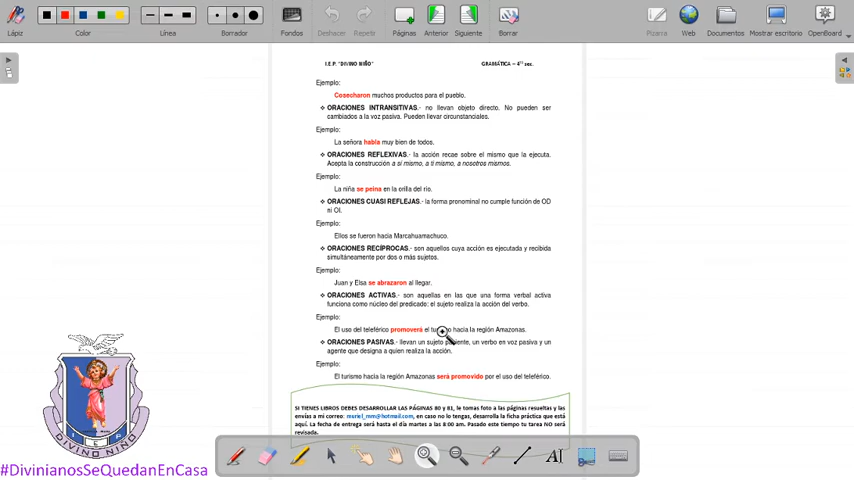 Lápiz Color Línea Borrador Fondos Deshacer Repetir Páginas Anterior Siguiente Borrar Pizarra Web Documentos Mostrar escritorio OpenBoard
I.E.P. "DIVINO NIÑO" GRAMÁTICA – 4to sec.
Ejemplo:
Cosecharon muchos productos para el pueblo.
❖ ORACIONES INTRANSITIVAS.- no llevan objeto directo. No pueden ser
cambiados a la voz pasiva. Pueden llevar circunstanciales.
Ejemplo:
La señora habla muy bien de todos.
❖ ORACIONES REFLEXIVAS.- la acción recae sobre el mismo que la ejecuta.
Acepta la construcción a sí mismo, a ti mismo, a nosotros mismos.
Ejemplo:
La niña se peina en la orilla del río.
❖ ORACIONES CUASI REFLEJAS.- la forma pronominal no cumple función de OD
ni OI.
Ejemplo:
Ellos se fueron hacia Marcahuamachuco.
❖ ORACIONES RECÍPROCAS.- son aquellas cuya acción es ejecutada y recibida
simultáneamente por dos o más sujetos.
Ejemplo:
Juan y Elsa se abrazaron al llegar.
❖ ORACIONES ACTIVAS.- son aquellas en las que una forma verbal activa
funciona como núcleo del predicado: el sujeto realiza la acción del verbo.
Ejemplo:
El uso del teleférico promoverá el turismo hacia la región Amazonas.
❖ ORACIONES PASIVAS.- llevan un sujeto paciente, un verbo en voz pasiva y un
agente que designa a quien realiza la acción.
Ejemplo:
El turismo hacia la región Amazonas será promovido por el uso del teleférico.
SI TIENES LIBROS DEBES DESARROLLAR LAS PÁGINAS 80 y 81, le tomas foto a las páginas resueltas y las
envías a mi correo: muriel_mm@hotmail.com, en caso no lo tengas, desarrolla la ficha práctica que está
aquí. La fecha de entrega será hasta el día martes a las 8:00 am. Pasado este tiempo tu tarea NO será
revisada.
I E P
DIVINO NIÑO
#DivinianosSeQuedanEnCasa